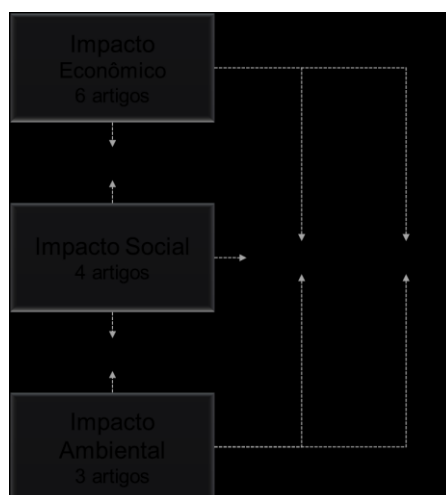 Impacto
Econômico
6 artigos
Impacto Social
4 artigos
Impacto
Ambiental
3 artigos